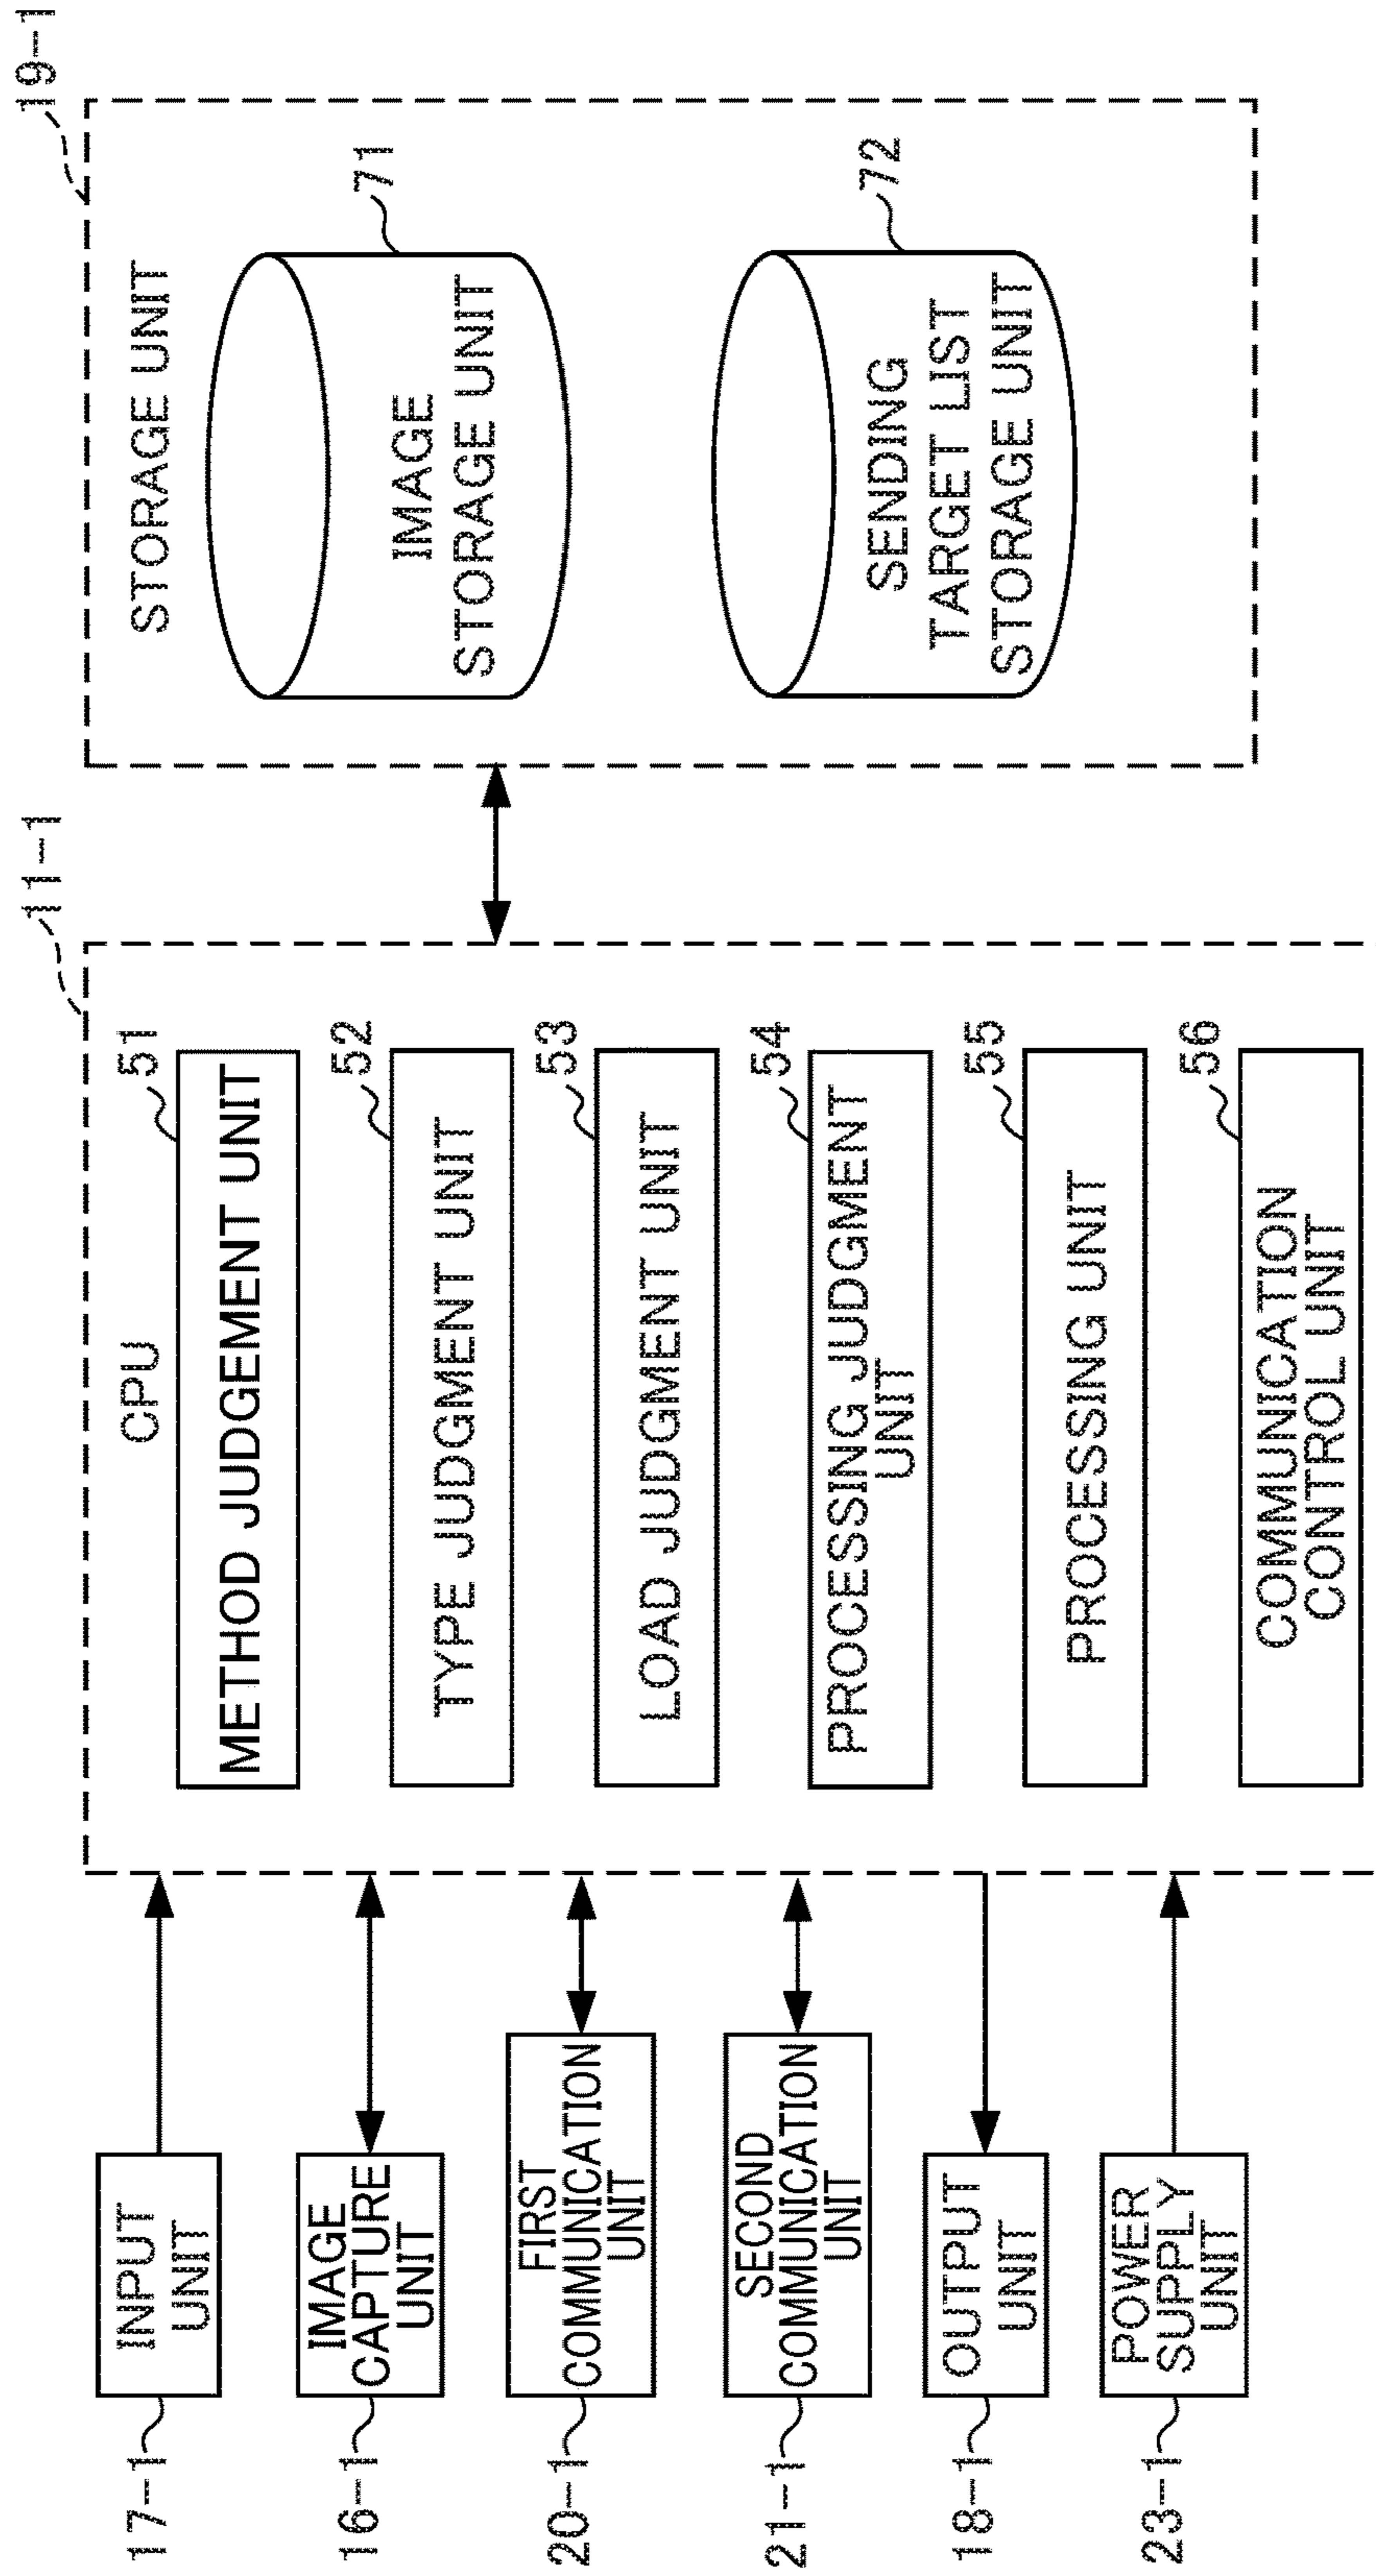 17-1
INPUT
UNIT
16-1
IMAGE
CAPTURE
UNIT
20-1
FIRST
COMMUNICATION
UNIT
21-1
SECOND
COMMUNICATION
UNIT
18-1
OUTPUT
UNIT
23-1
POWER
SUPPLY
UNIT
11-1
CPU
51
METHOD JUDGEMENT UNIT
52
TYPE JUDGMENT UNIT
53
LOAD JUDGMENT UNIT
54
PROCESSING JUDGMENT
UNIT
55
PROCESSING UNIT
56
COMMUNICATION
CONTROL UNIT
19-1
STORAGE UNIT
71
IMAGE
STORAGE UNIT
72
SENDING
TARGET LIST
STORAGE UNIT